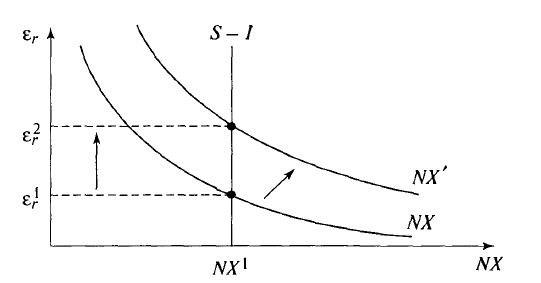 εr
S – I
εr²
εr¹
NX′
NX
NX¹
NX